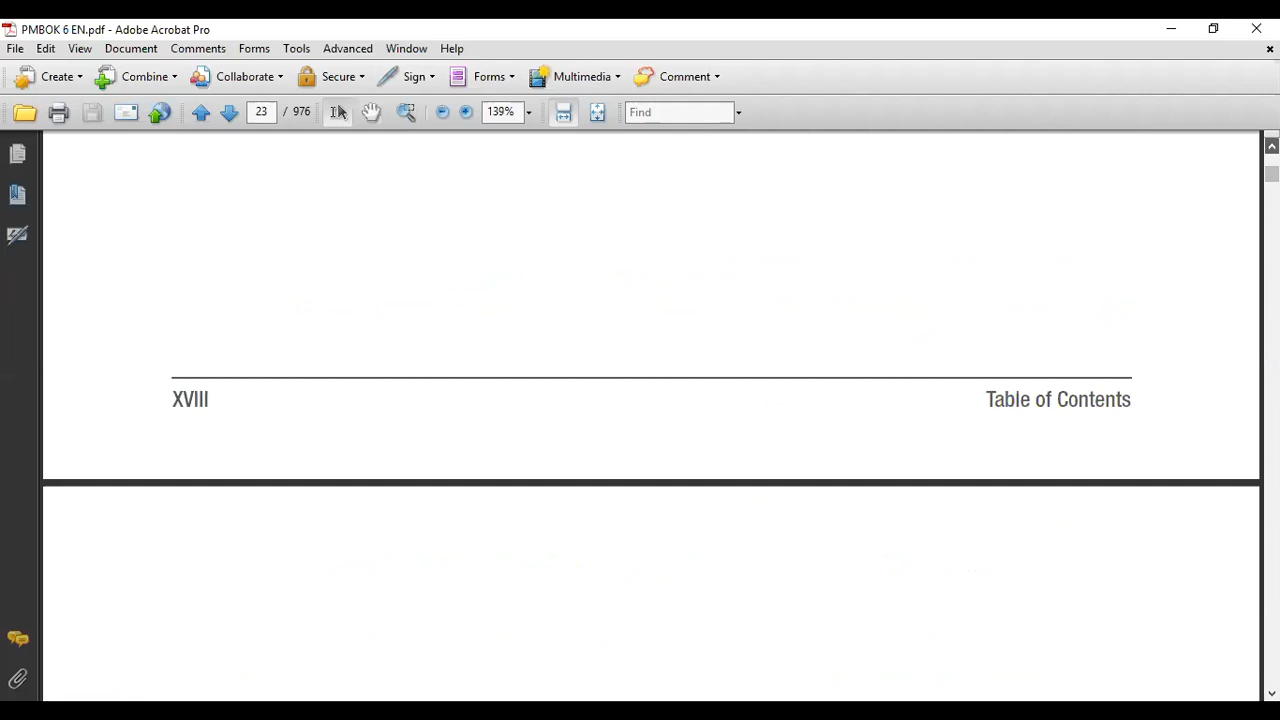 PMBOK 6 EN.pdf - Adobe Acrobat Pro
File Edit View Document Comments Forms Tools Advanced Window Help
Create Combine Collaborate Secure Sign Forms Multimedia Comment
23 / 976 139% Find
XVIII Table of Contents